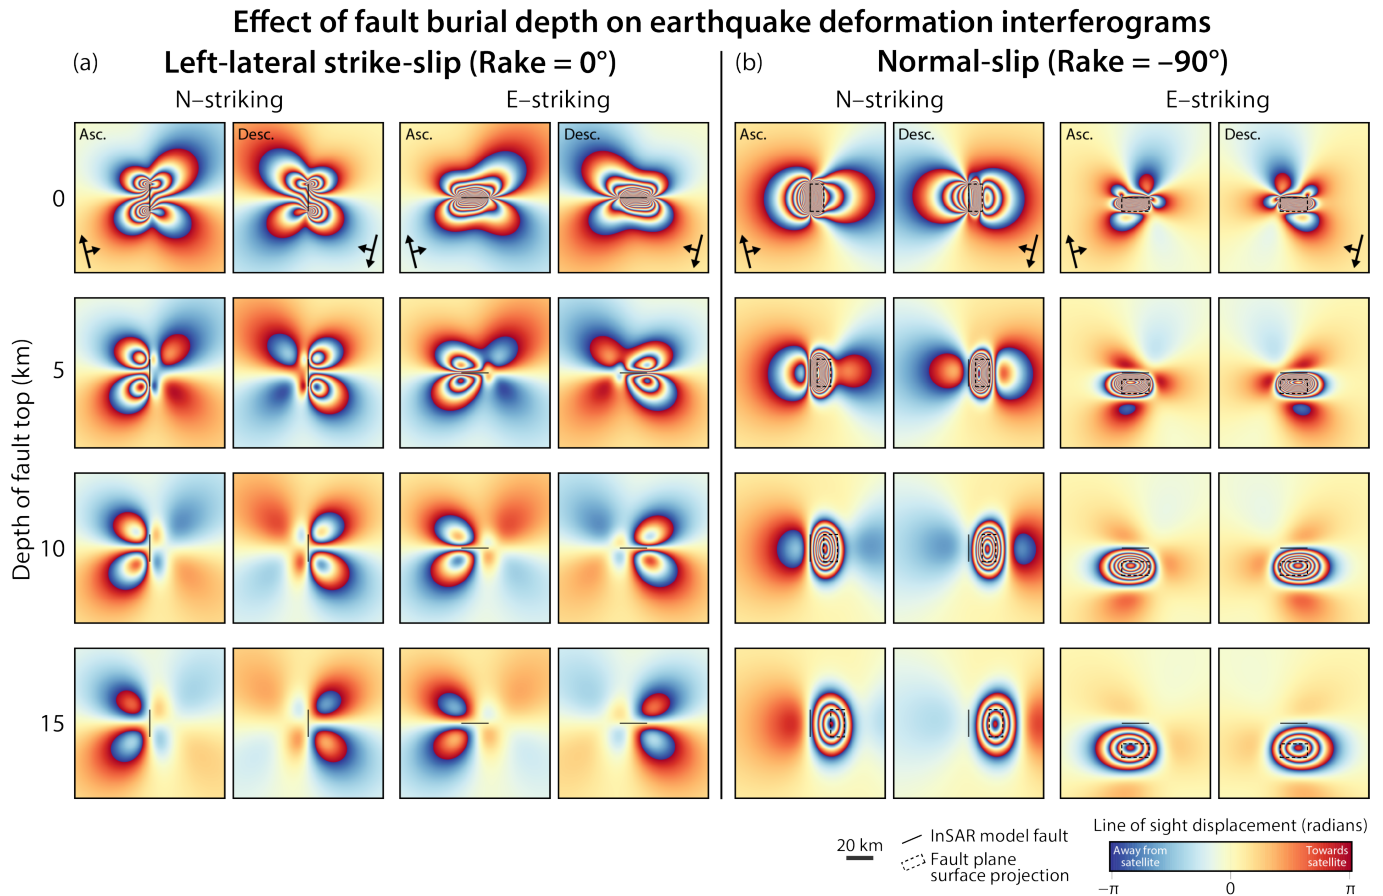 Effect of fault burial depth on earthquake deformation interferograms
(a) Left-lateral strike-slip (Rake = 0°)
(b) Normal-slip (Rake = –90°)
N–striking E–striking N–striking E–striking
Asc. Desc. Asc. Desc. Asc. Desc. Asc. Desc.
Depth of fault top (km)
0
5
10
15
20 km
InSAR model fault
Fault plane
surface projection
Line of sight displacement (radians)
Away from
satellite
Towards
satellite
–π 0 π